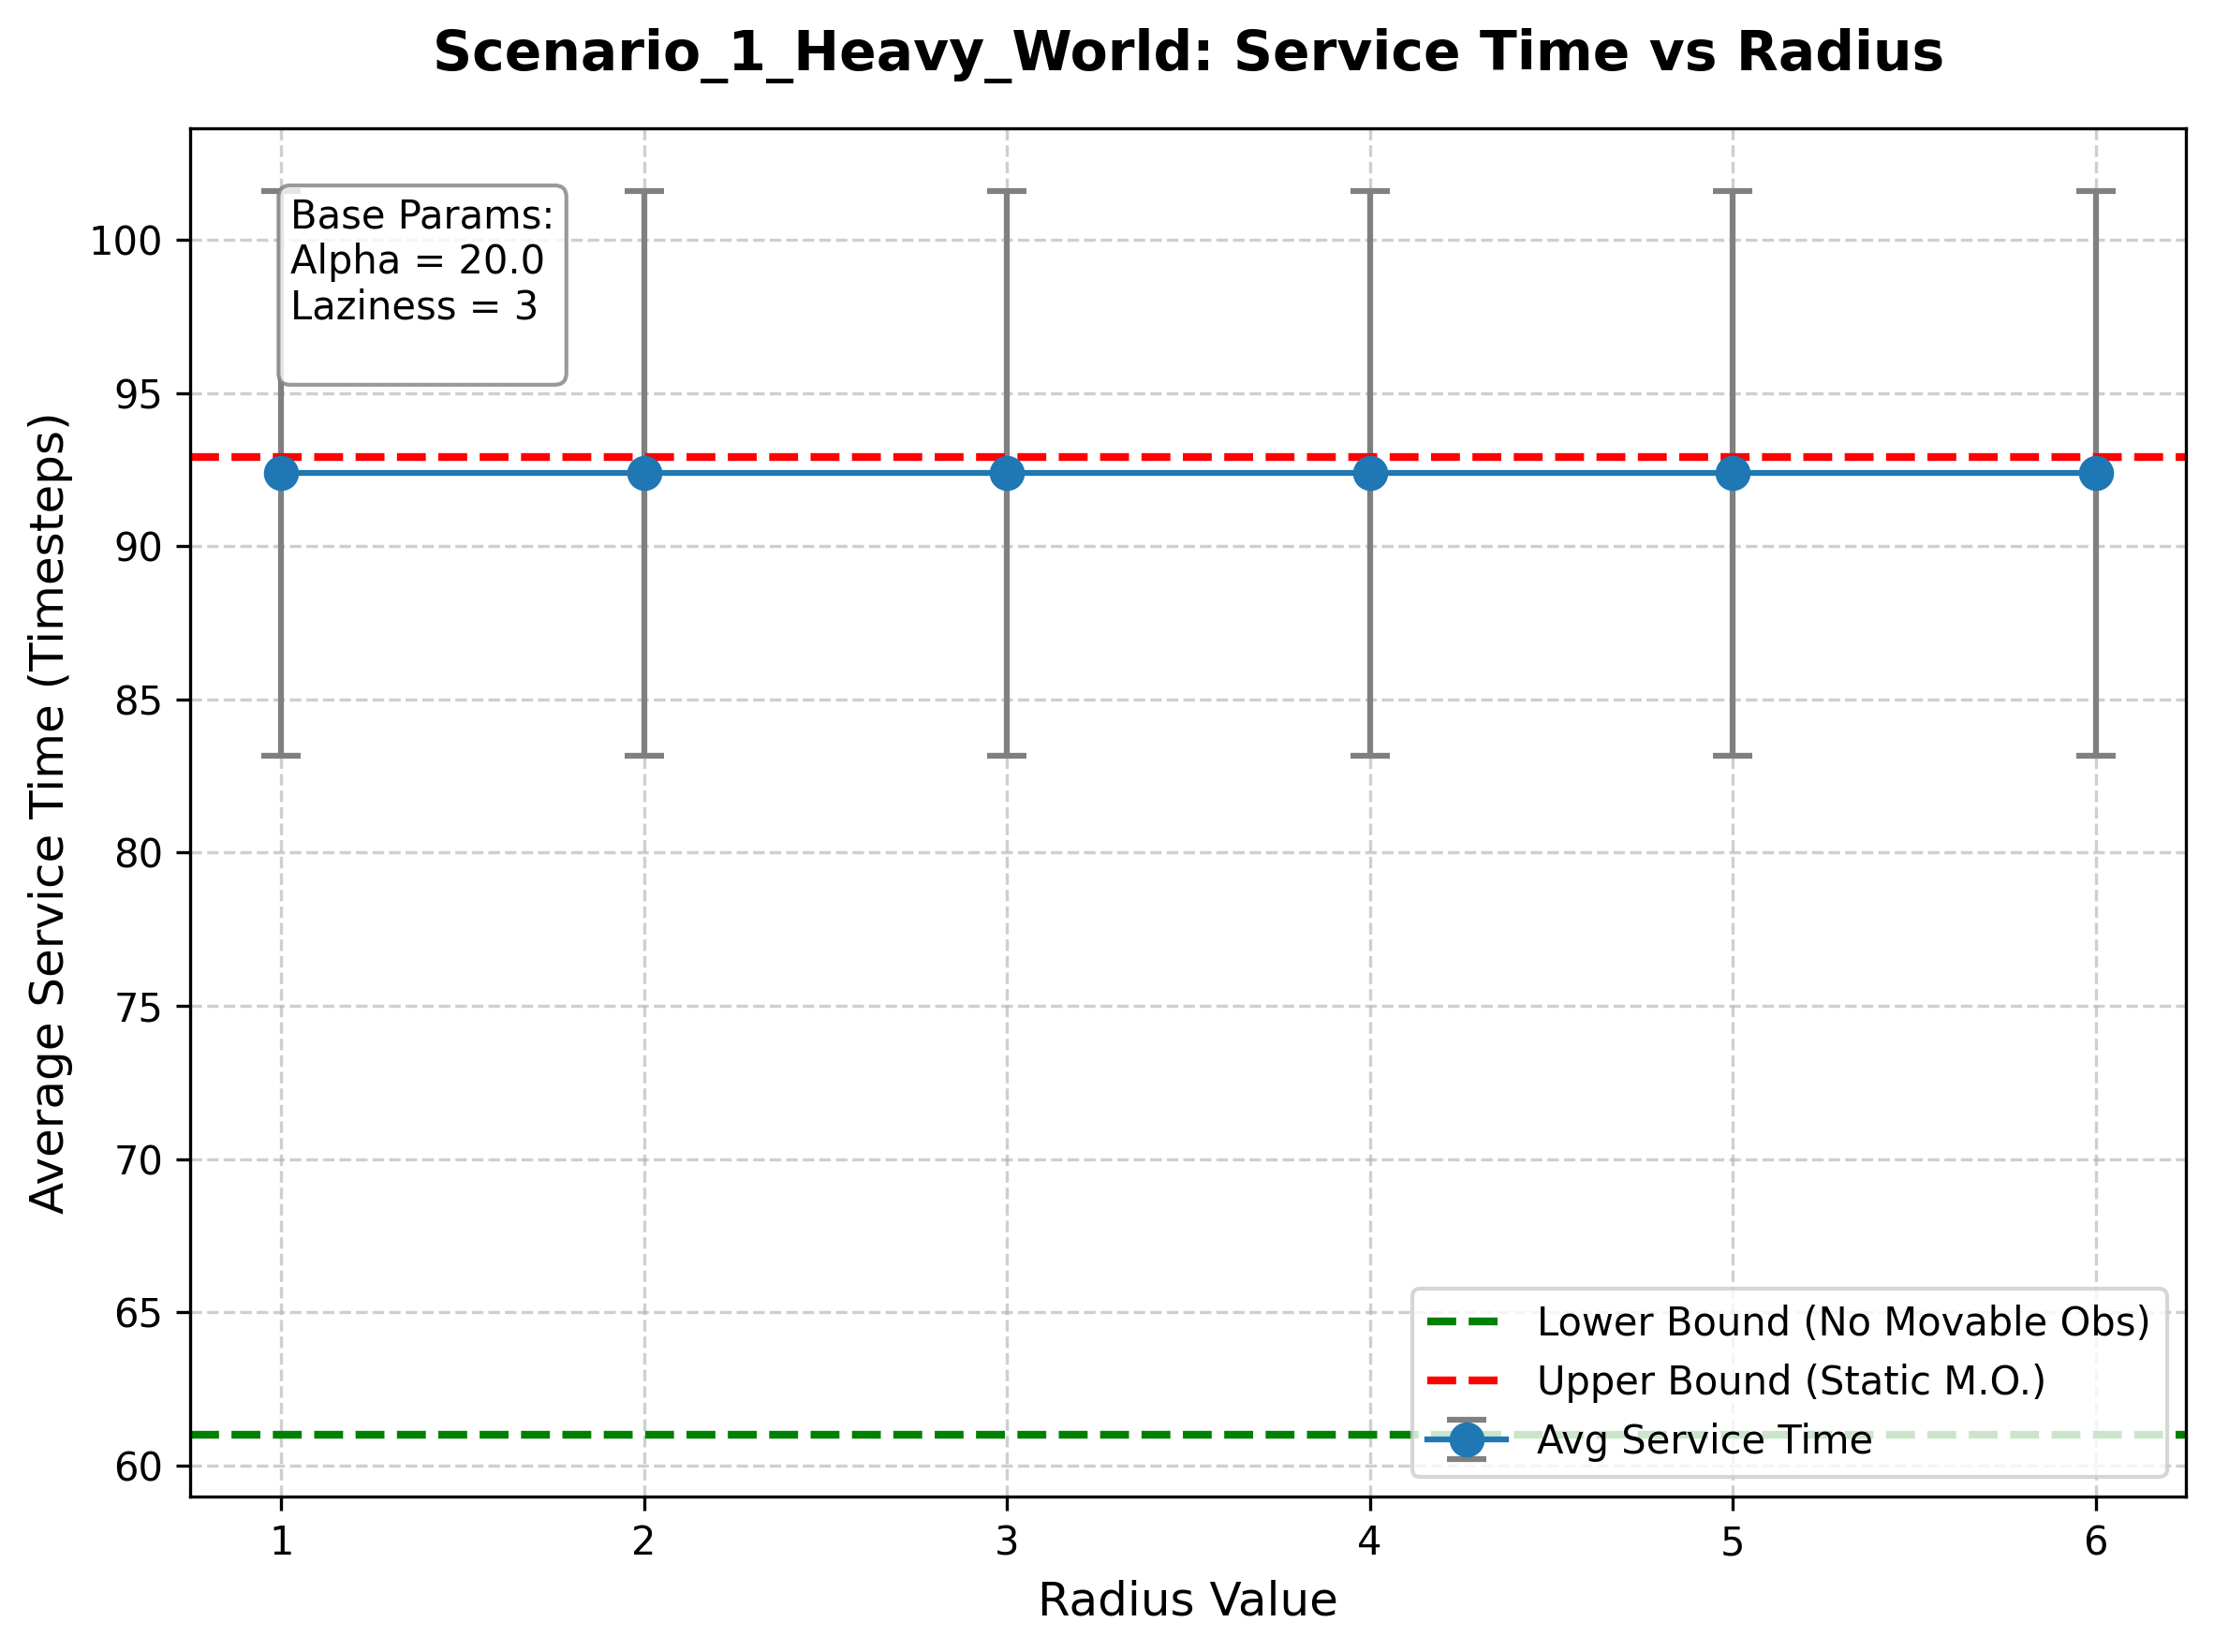 Scenario_1_Heavy_World: Service Time vs Radius
Base Params:
Alpha = 20.0
Laziness = 3
Average Service Time (Timesteps)
100
95
90
85
80
75
70
65
60
Lower Bound (No Movable Obs)
Upper Bound (Static M.O.)
Avg Service Time
1 2 3 4 5 6
Radius Value